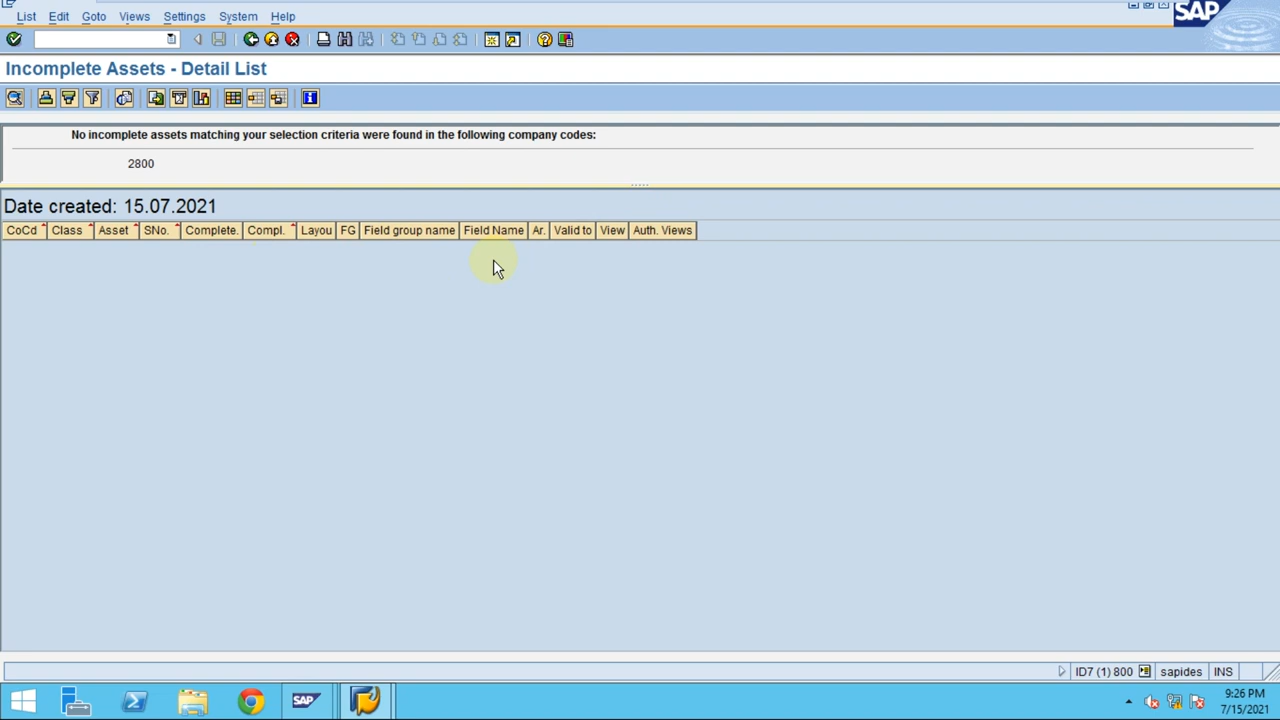 List Edit Goto Views Settings System Help
SAP
Incomplete Assets - Detail List
No incomplete assets matching your selection criteria were found in the following company codes:
2800
Date created: 15.07.2021
CoCd Class Asset SNo. Complete. Compl. Layou FG Field group name Field Name Ar. Valid to View Auth. Views
ID7 (1) 800 sapides INS
SAP
9:26 PM
7/15/2021